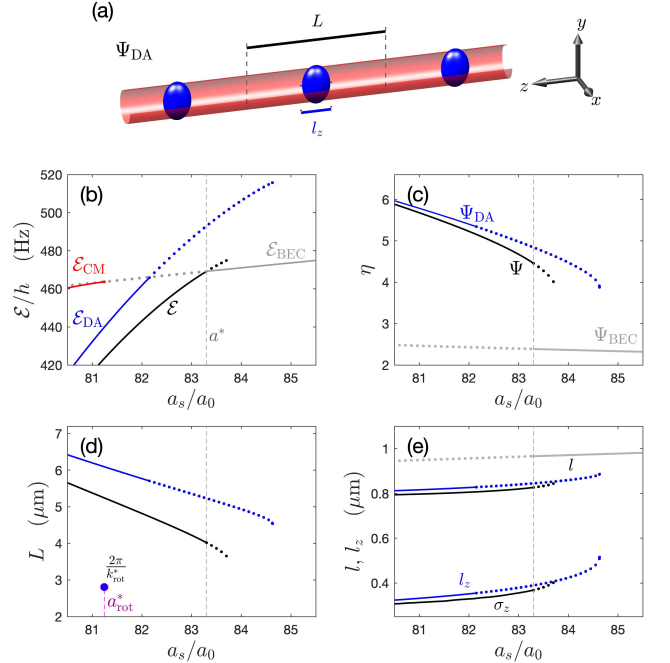 (a)
L
Ψ_DA
l_z
y
z
x
(b)
520
500
480
460
440
420
ℰ/h (Hz)
ℰ_CM
ℰ_BEC
ℰ_DA
ℰ
a*
81 82 83 84 85
a_s/a_0
(c)
6
5
4
3
2
η
Ψ_DA
Ψ
Ψ_BEC
81 82 83 84 85
a_s/a_0
(d)
7
6
5
4
3
2
L (μm)
2π/k*_rot
a*_rot
81 82 83 84 85
a_s/a_0
(e)
1
0.8
0.6
0.4
l, l_z (μm)
l
l_z
σ_z
81 82 83 84 85
a_s/a_0